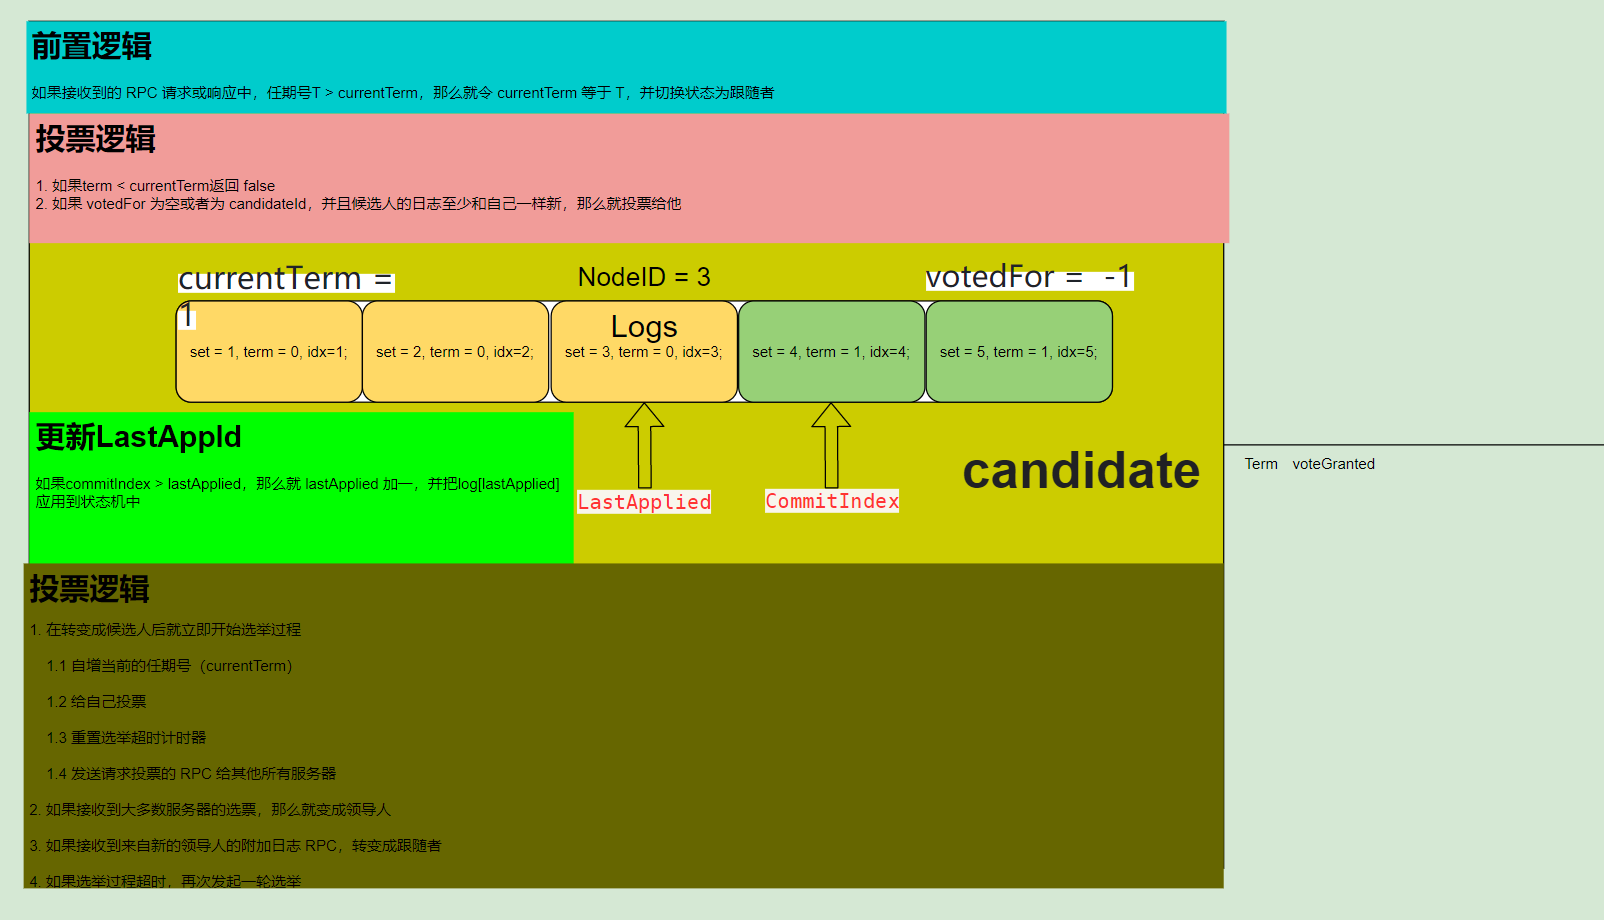 前置逻辑
如果接收到的 RPC 请求或响应中，任期号T > currentTerm，那么就令 currentTerm 等于 T，并切换状态为跟随者
投票逻辑
1. 如果term < currentTerm返回 false
2. 如果 votedFor 为空或者为 candidateId，并且候选人的日志至少和自己一样新，那么就投票给他
currentTerm =
1
NodeID = 3
votedFor = -1
Logs
set = 1, term = 0, idx=1;
set = 2, term = 0, idx=2;
set = 3, term = 0, idx=3;
set = 4, term = 1, idx=4;
set = 5, term = 1, idx=5;
更新LastAppld
如果commitIndex > lastApplied，那么就 lastApplied 加一，并把log[lastApplied]
应用到状态机中
LastApplied
CommitIndex
candidate
Term voteGranted
投票逻辑
1. 在转变成候选人后就立即开始选举过程
1.1 自增当前的任期号（currentTerm）
1.2 给自己投票
1.3 重置选举超时计时器
1.4 发送请求投票的 RPC 给其他所有服务器
2. 如果接收到大多数服务器的选票，那么就变成领导人
3. 如果接收到来自新的领导人的附加日志 RPC，转变成跟随者
4. 如果选举过程超时，再次发起一轮选举